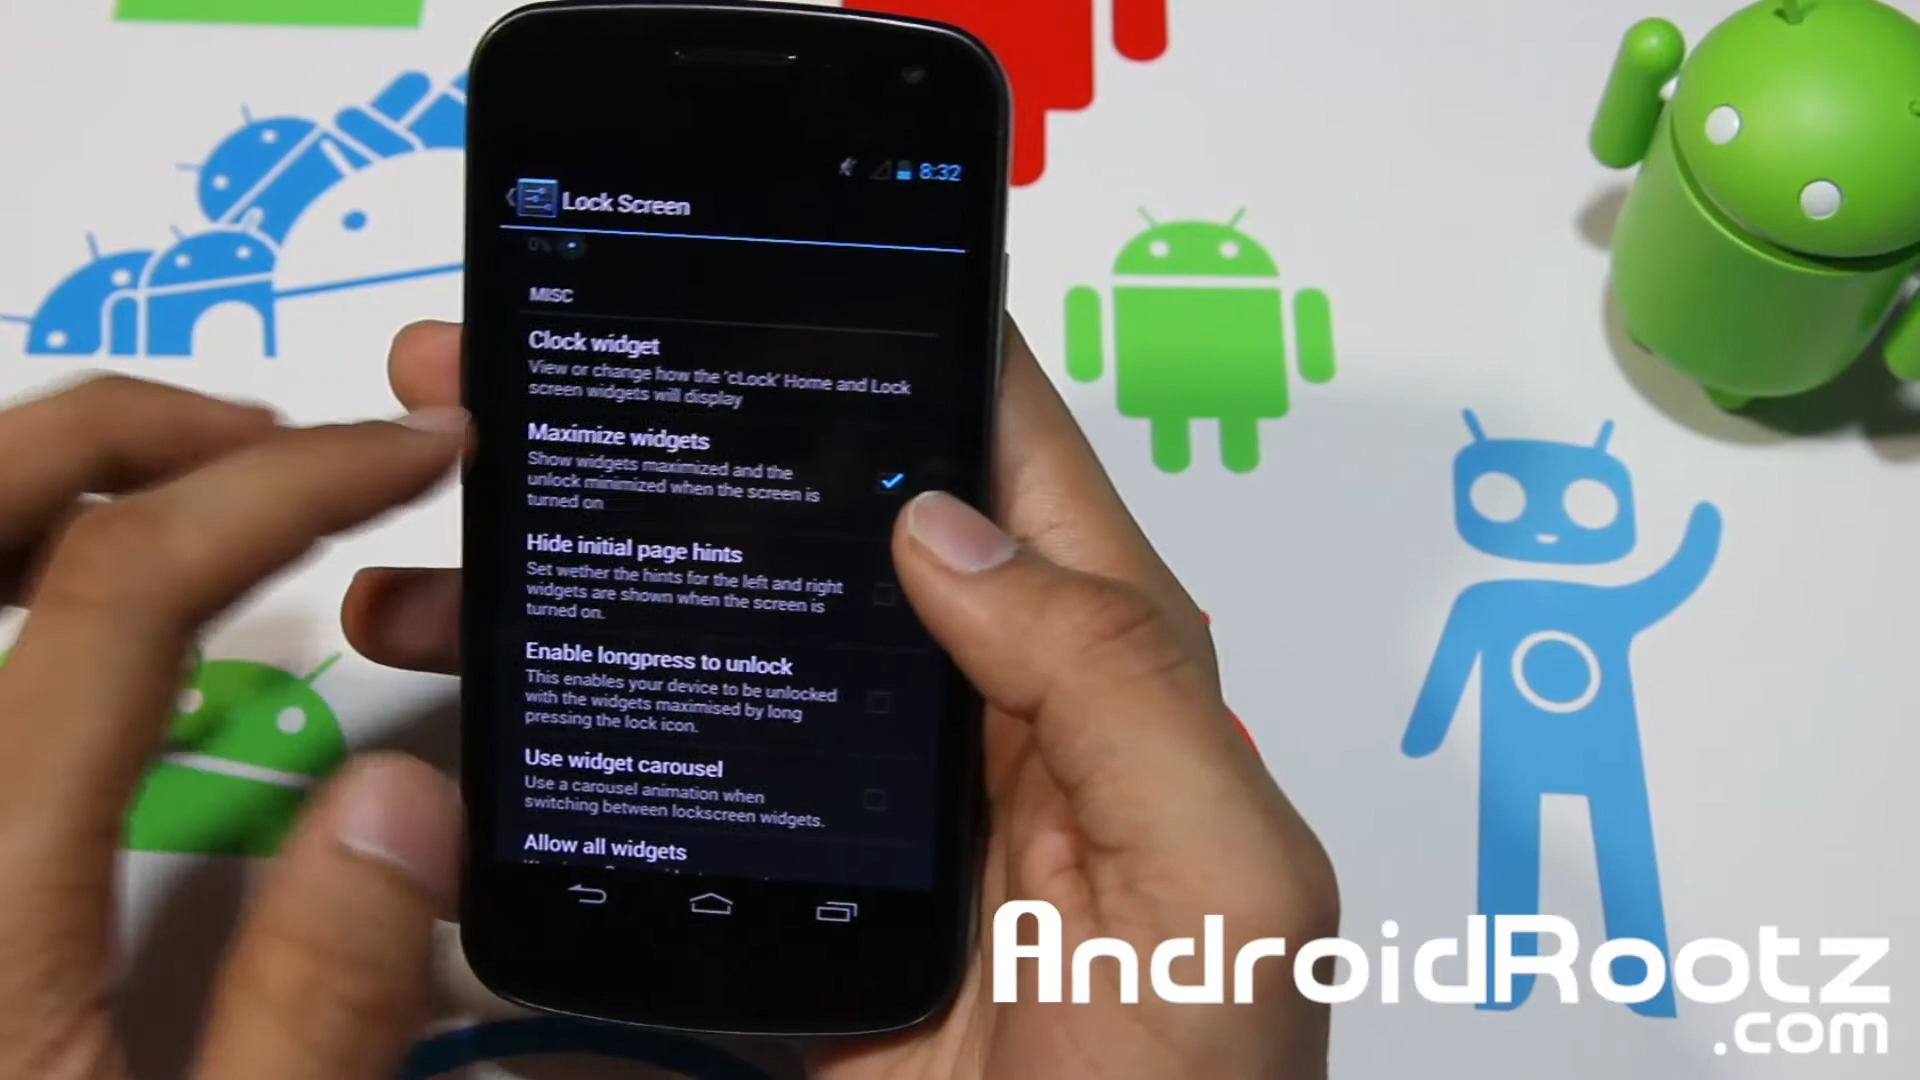 8:32
Lock Screen
0%
MISC
Clock widget
View or change how the 'cLock' Home and Lock
screen widgets will display
Maximize widgets
Show widgets maximized and the
unlock minimized when the screen is
turned on
Hide initial page hints
Set wether the hints for the left and right
widgets are shown when the screen is
turned on.
Enable longpress to unlock
This enables your device to be unlocked
with the widgets maximised by long
pressing the lock icon.
Use widget carousel
Use a carousel animation when
switching between lockscreen widgets.
Allow all widgets
AndroidRootz
.com